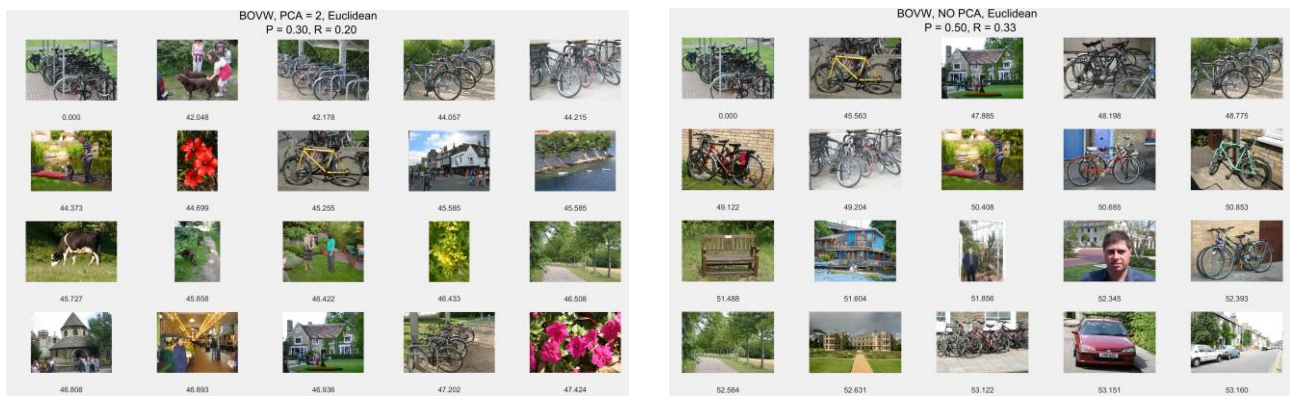 BOVW, PCA = 2, Euclidean
P = 0.30, R = 0.20
0.000 42.048 42.178 44.057 44.215
44.373 44.699 45.255 45.585 45.585
45.727 45.858 46.422 46.433 46.508
46.808 46.893 46.936 47.202 47.424
BOVW, NO PCA, Euclidean
P = 0.50, R = 0.33
0.000 45.563 47.885 48.198 48.775
49.122 49.204 50.408 50.685 50.853
51.488 51.604 51.856 52.345 52.393
52.564 52.631 53.122 53.151 53.160